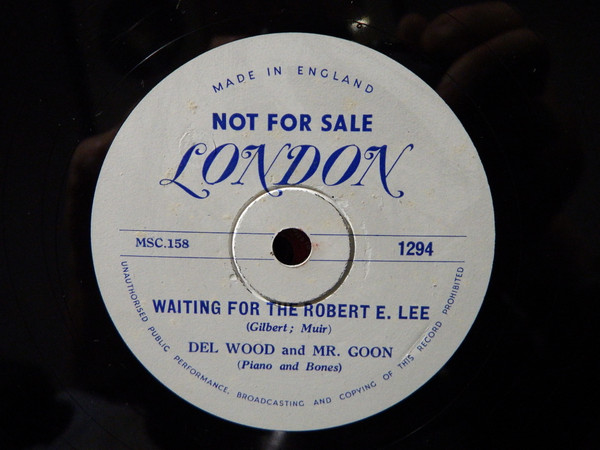 MADE IN ENGLAND
NOT FOR SALE
LONDON
MSC.158
1294
WAITING FOR THE ROBERT E. LEE
(Gilbert; Muir)
DEL WOOD and MR. GOON
(Piano and Bones)
UNAUTHORISED PUBLIC PERFORMANCE, BROADCASTING AND COPYING OF THIS RECORD PROHIBITED